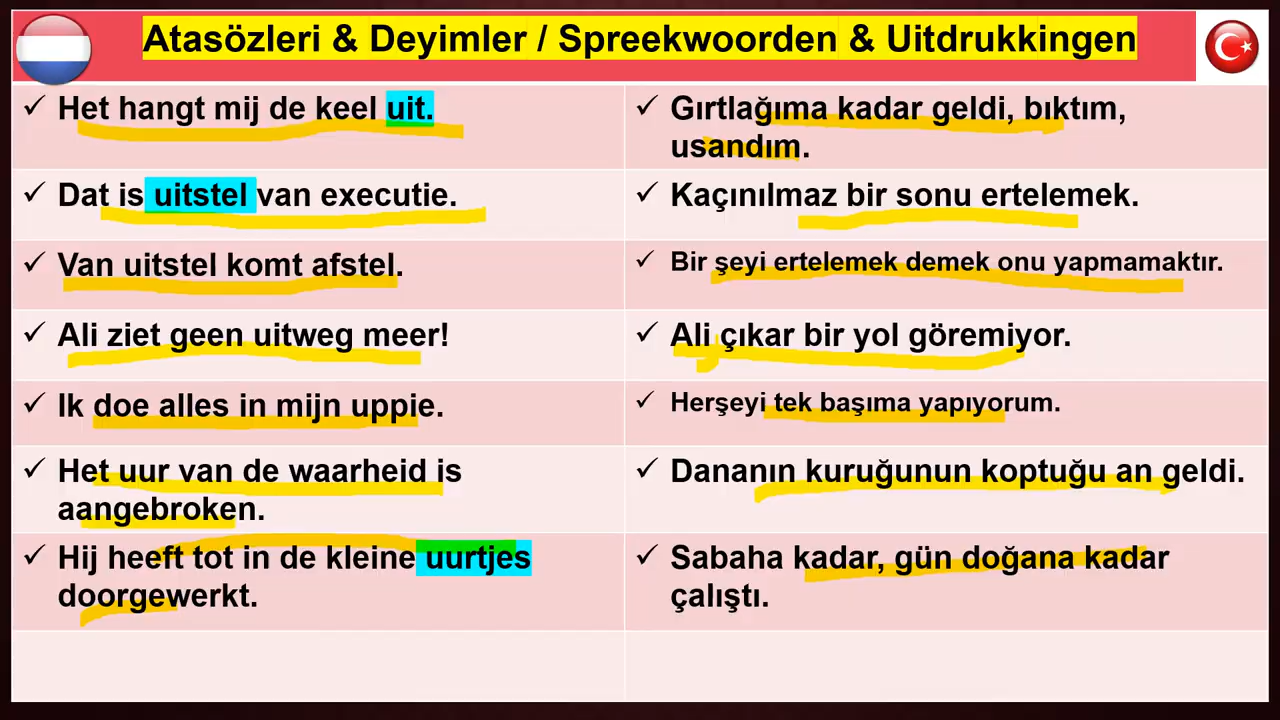 Atasözleri & Deyimler / Spreekwoorden & Uitdrukkingen
✓ Het hangt mij de keel uit.
✓ Gırtlağıma kadar geldi, bıktım,
usandım.
✓ Dat is uitstel van executie.
✓ Kaçınılmaz bir sonu ertelemek.
✓ Van uitstel komt afstel.
✓ Bir şeyi ertelemek demek onu yapmamaktır.
✓ Ali ziet geen uitweg meer!
✓ Ali çıkar bir yol göremiyor.
✓ Ik doe alles in mijn uppie.
✓ Herşeyi tek başıma yapıyorum.
✓ Het uur van de waarheid is
aangebroken.
✓ Dananın kuruğunun koptuğu an geldi.
✓ Hij heeft tot in de kleine uurtjes
doorgewerkt.
✓ Sabaha kadar, gün doğana kadar
çalıştı.